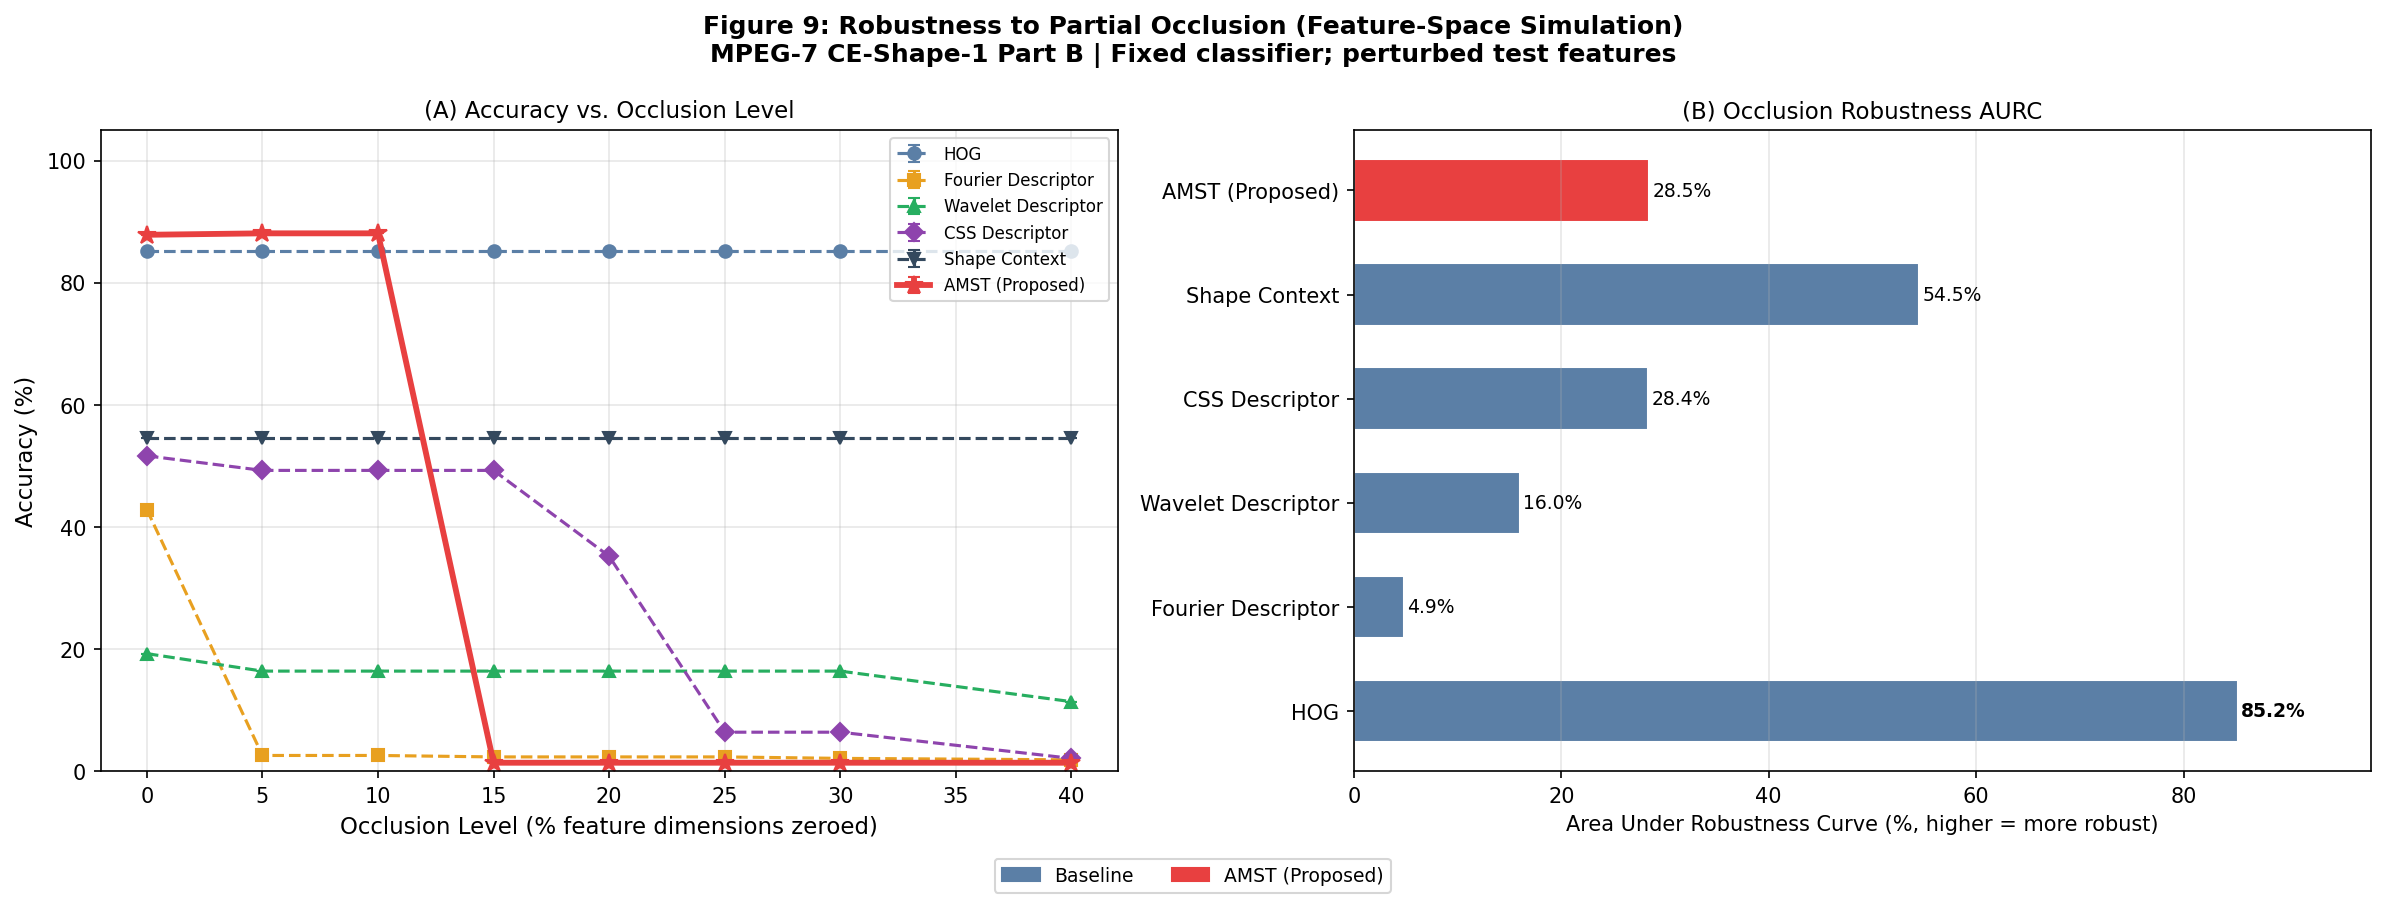 Figure 9: Robustness to Partial Occlusion (Feature-Space Simulation)
MPEG-7 CE-Shape-1 Part B | Fixed classifier; perturbed test features
(A) Accuracy vs. Occlusion Level
Accuracy (%)
100
80
60
40
20
0
HOG
Fourier Descriptor
Wavelet Descriptor
CSS Descriptor
Shape Context
AMST (Proposed)
0 5 10 15 20 25 30 35 40
Occlusion Level (% feature dimensions zeroed)
(B) Occlusion Robustness AURC
AMST (Proposed) 28.5%
Shape Context 54.5%
CSS Descriptor 28.4%
Wavelet Descriptor 16.0%
Fourier Descriptor 4.9%
HOG 85.2%
0 20 40 60 80
Area Under Robustness Curve (%, higher = more robust)
Baseline AMST (Proposed)